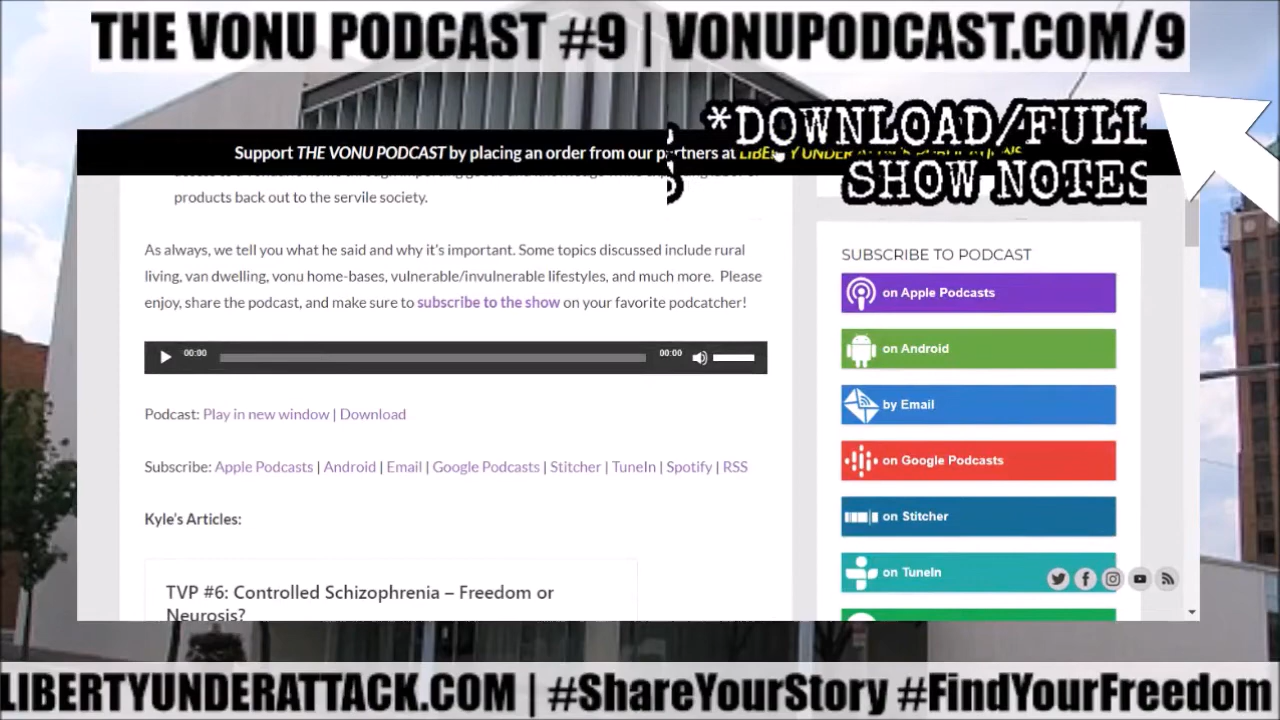 THE VONU PODCAST #9 | VONUPODCAST.COM/9
*DOWNLOAD/FULL
SHOW NOTES
Support THE VONU PODCAST by placing an order from our partners at LIBERTY UNDER ATTACK PUBLICATIONS
products back out to the servile society.
As always, we tell you what he said and why it's important. Some topics discussed include rural
living, van dwelling, vonu home-bases, vulnerable/invulnerable lifestyles, and much more. Please
enjoy, share the podcast, and make sure to subscribe to the show on your favorite podcatcher!
00:00 00:00
Podcast: Play in new window | Download
Subscribe: Apple Podcasts | Android | Email | Google Podcasts | Stitcher | TuneIn | Spotify | RSS
Kyle's Articles:
TVP #6: Controlled Schizophrenia – Freedom or
Neurosis?
SUBSCRIBE TO PODCAST
on Apple Podcasts
on Android
by Email
on Google Podcasts
on Stitcher
on TuneIn
LIBERTYUNDERATTACK.COM | #ShareYourStory #FindYourFreedom